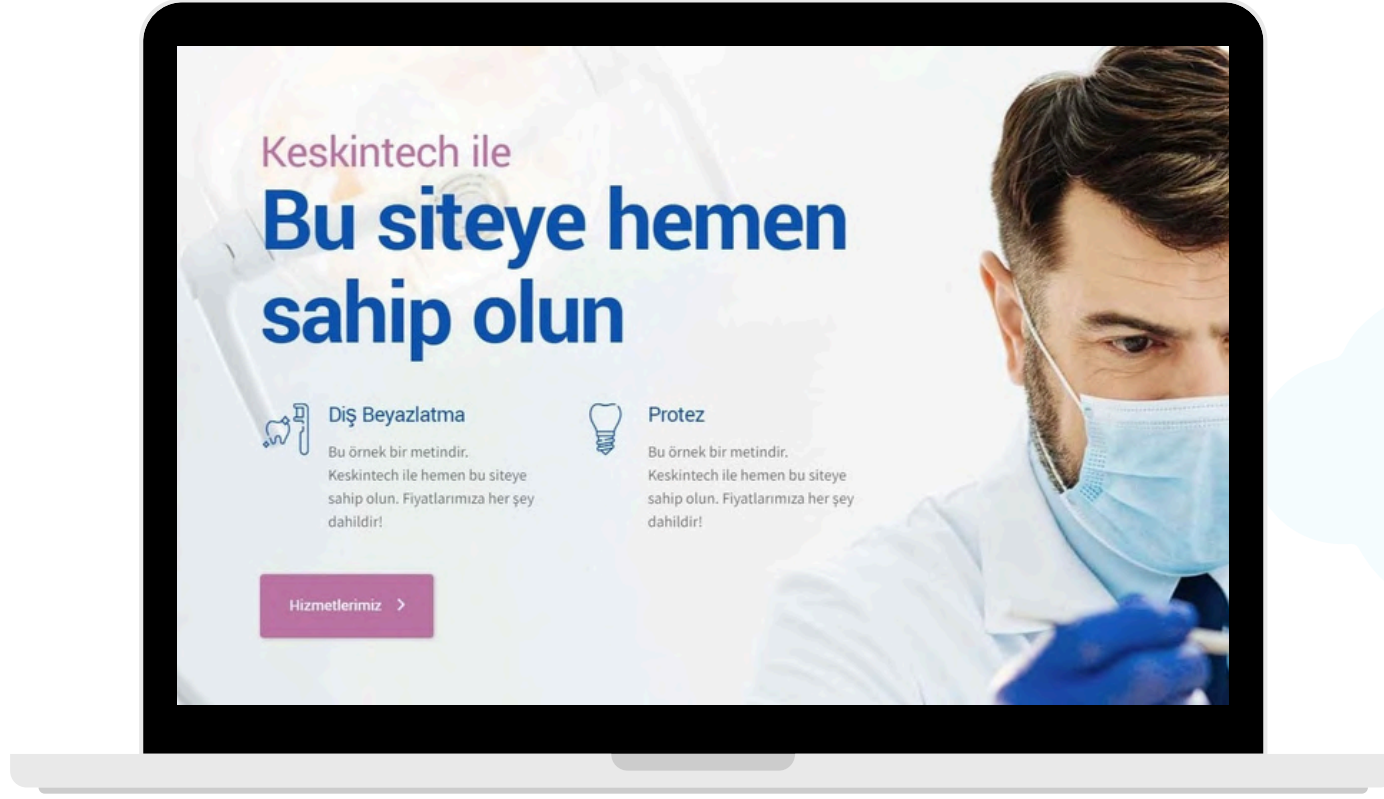 Keskintech ile
Bu siteye hemen
sahip olun
Diş Beyazlatma
Bu örnek bir metindir.
Keskintech ile hemen bu siteye
sahip olun. Fiyatlarımıza her şey
dahildir!
Protez
Bu örnek bir metindir.
Keskintech ile hemen bu siteye
sahip olun. Fiyatlarımıza her şey
dahildir!
Hizmetlerimiz